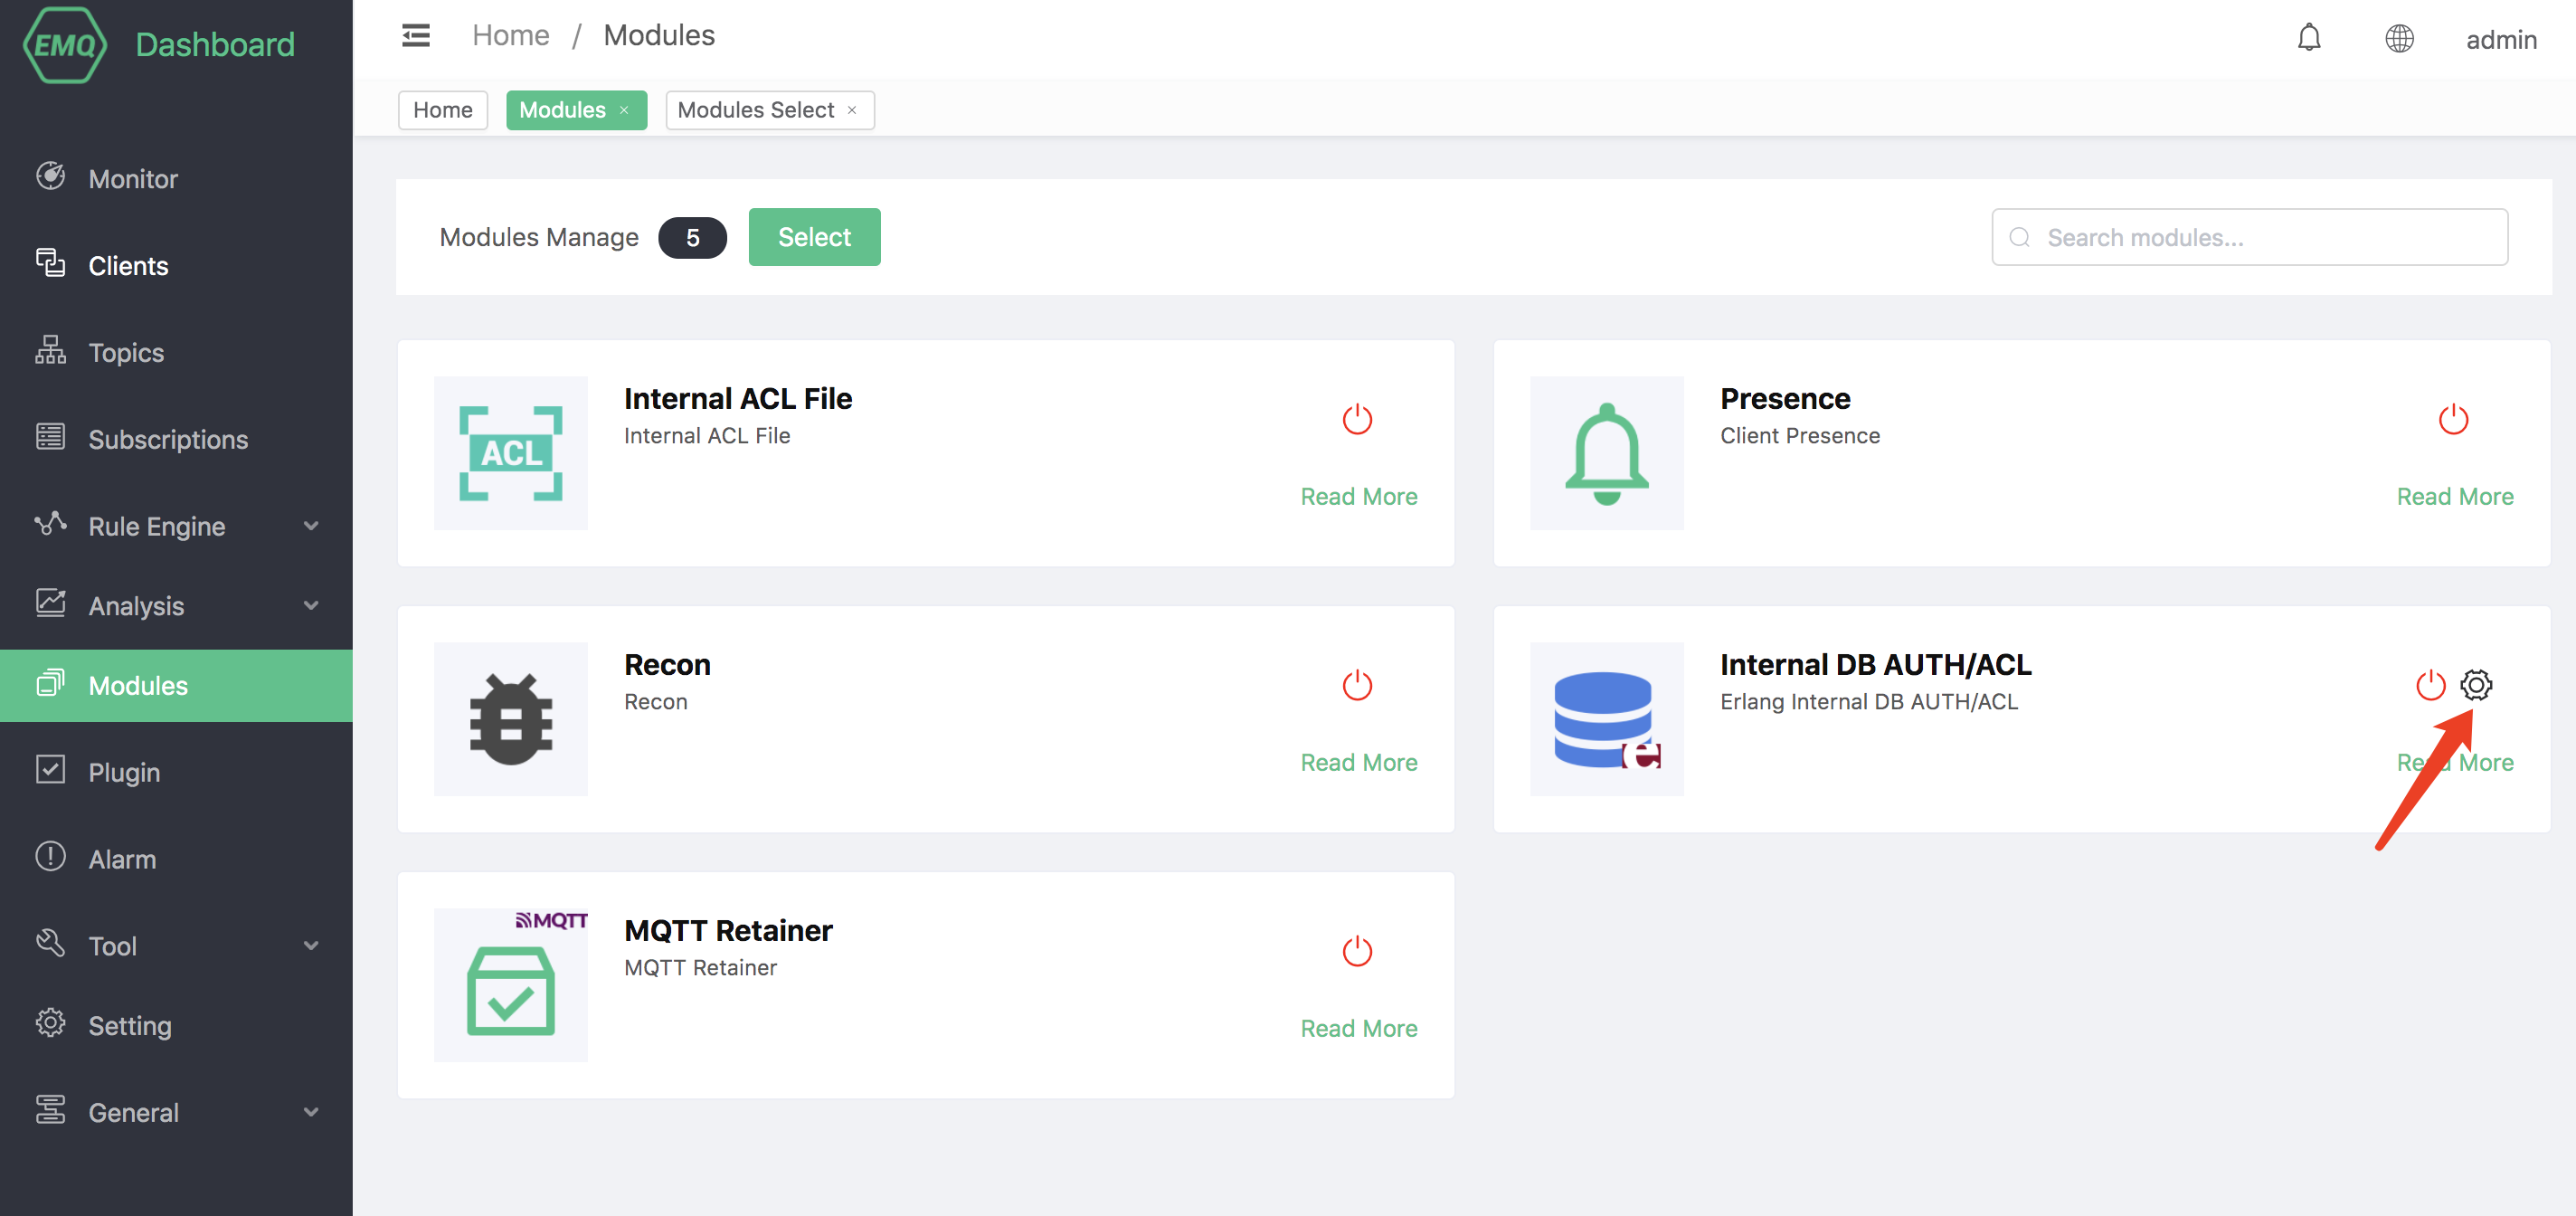 EMQ Dashboard
Home / Modules
admin
Home
Modules ×
Modules Select ×
Monitor
Clients
Topics
Subscriptions
Rule Engine
Analysis
Modules
Plugin
Alarm
Tool
Setting
General
Modules Manage 5 Select
Search modules...
ACL
Internal ACL File
Internal ACL File
Read More
Presence
Client Presence
Read More
Recon
Recon
Read More
e
Internal DB AUTH/ACL
Erlang Internal DB AUTH/ACL
Read More
MQTT
MQTT Retainer
MQTT Retainer
Read More